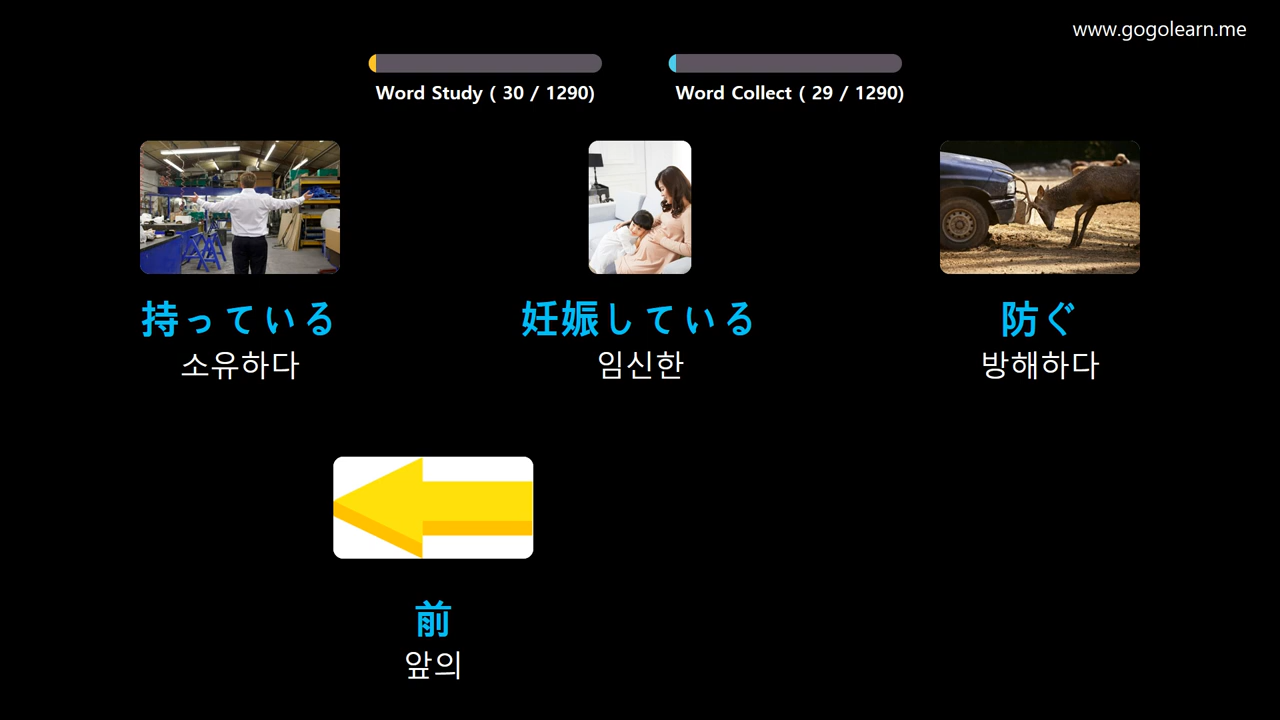 www.gogolearn.me
Word Study ( 30 / 1290)
Word Collect ( 29 / 1290)
持っている
소유하다
妊娠している
임신한
防ぐ
방해하다
前
앞의